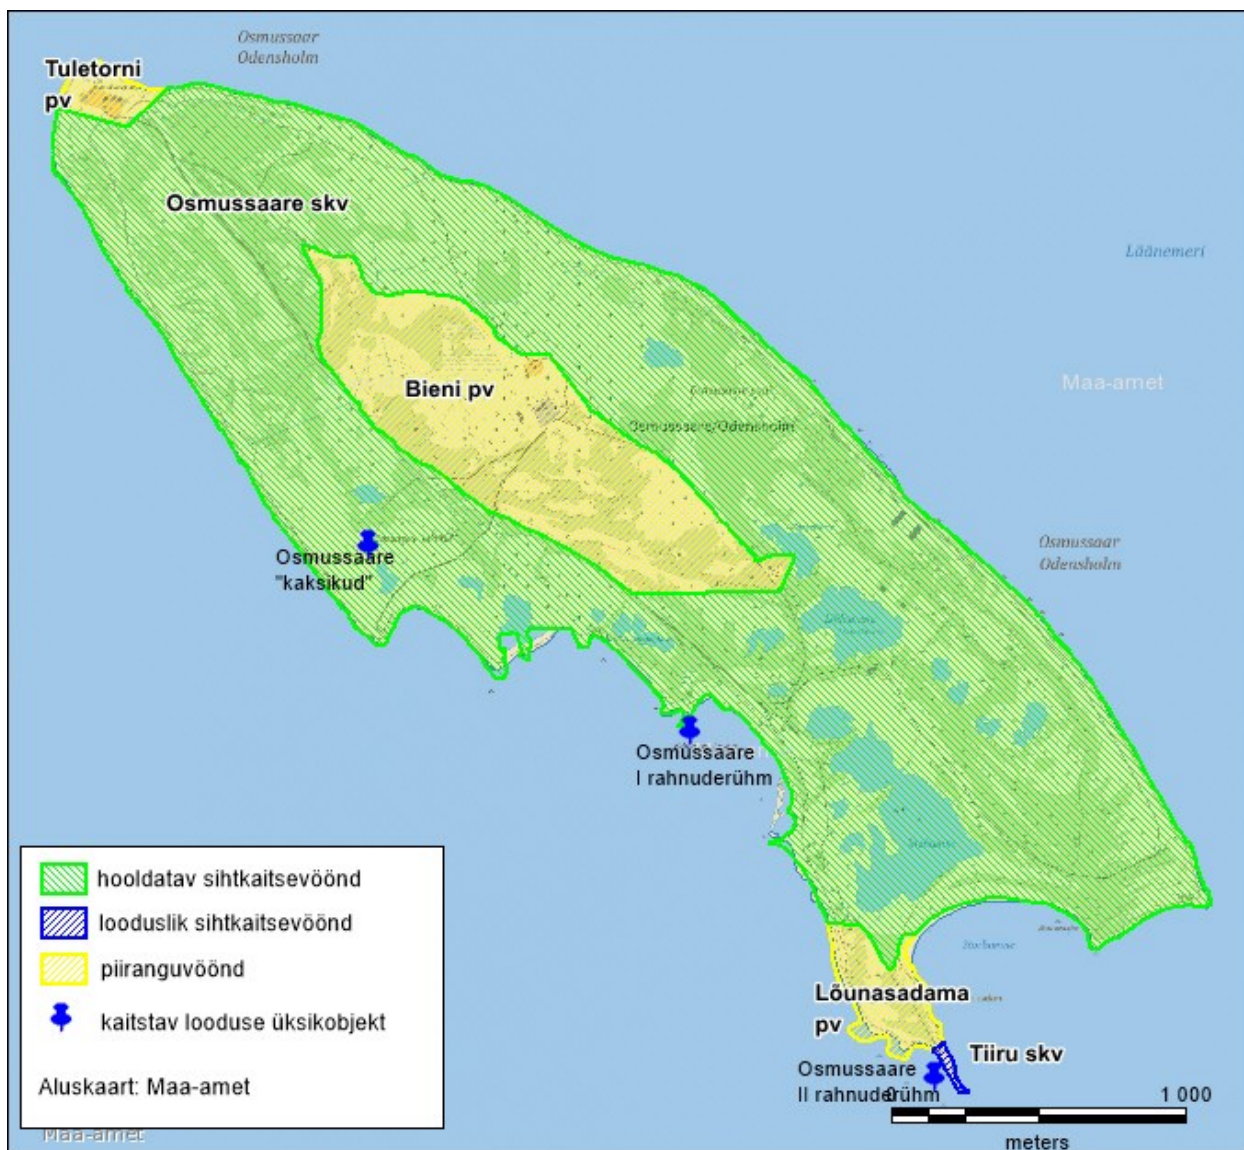 Osmussaar
Odensholm
Tuletorni
pv
Osmussaare skv
Läänemeri
Maa-amet
Bieni pv
Osmussaare/Odensholm
Osmussaar
Odensholm
Osmussaare
"kaksikud"
Osmussaare
I rahnuderühm
hooldatav sihtkaitsevöönd
looduslik sihtkaitsevöönd
piiranguvöönd
kaitstav looduse üksikobjekt
Aluskaart: Maa-amet
Lõunasadama
pv
Tiiru skv
Osmussaare
II rahnuderühm
0 1 000
meters
Maa-amet